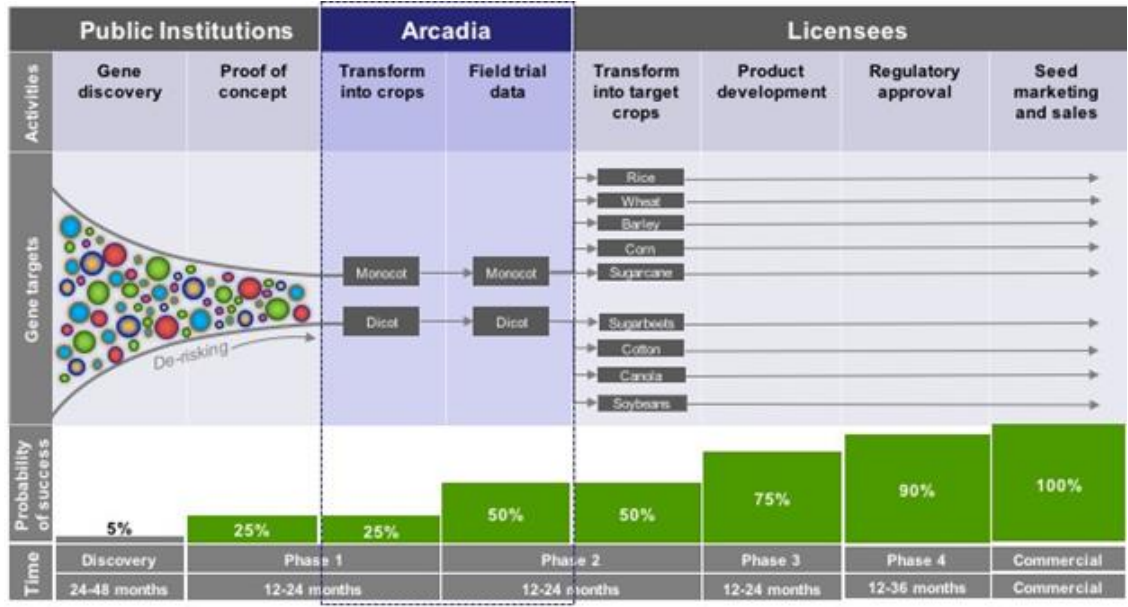 Public Institutions
Arcadia
Licensees
Activities
Gene
discovery
Proof of
concept
Transform
into crops
Field trial
data
Transform
into target
crops
Product
development
Regulatory
approval
Seed
marketing
and sales
Gene targets
De-risking
Monocot
Monocot
Dicot
Dicot
Rice
Wheat
Barley
Corn
Sugarcane
Sugarbeets
Cotton
Canola
Soybeans
Probability
of success
5%
25%
25%
50%
50%
75%
90%
100%
Time
Discovery
Phase 1
Phase 2
Phase 3
Phase 4
Commercial
24-48 months
12-24 months
12-24 months
12-24 months
12-36 months
Commercial